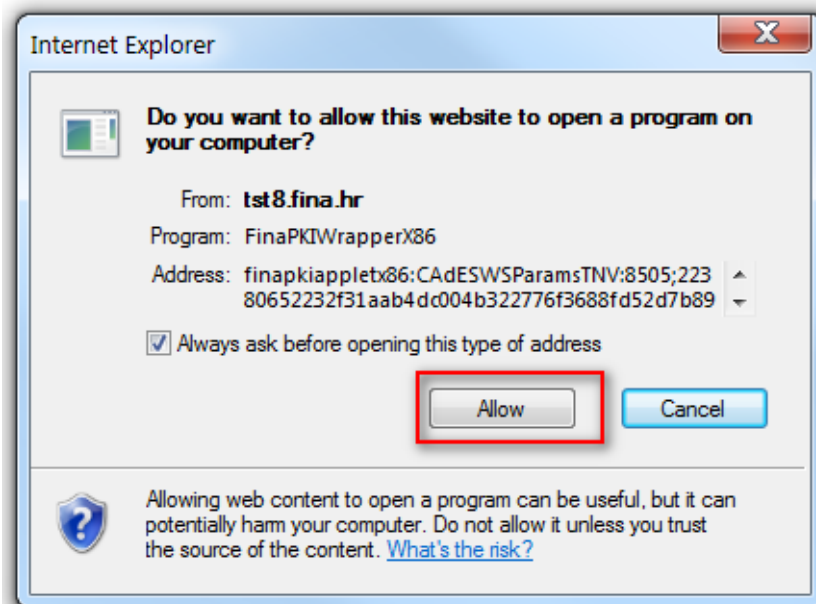 Internet Explorer
Do you want to allow this website to open a program on
your computer?
From: tst8.fina.hr
Program: FinaPKIWrapperX86
Address: finapkiappletx86:CAdESWSParamsTNV:8505;223
80652232f31aab4dc004b322776f3688fd52d7b89
Always ask before opening this type of address
Allow
Cancel
Allowing web content to open a program can be useful, but it can
potentially harm your computer. Do not allow it unless you trust
the source of the content. What's the risk?